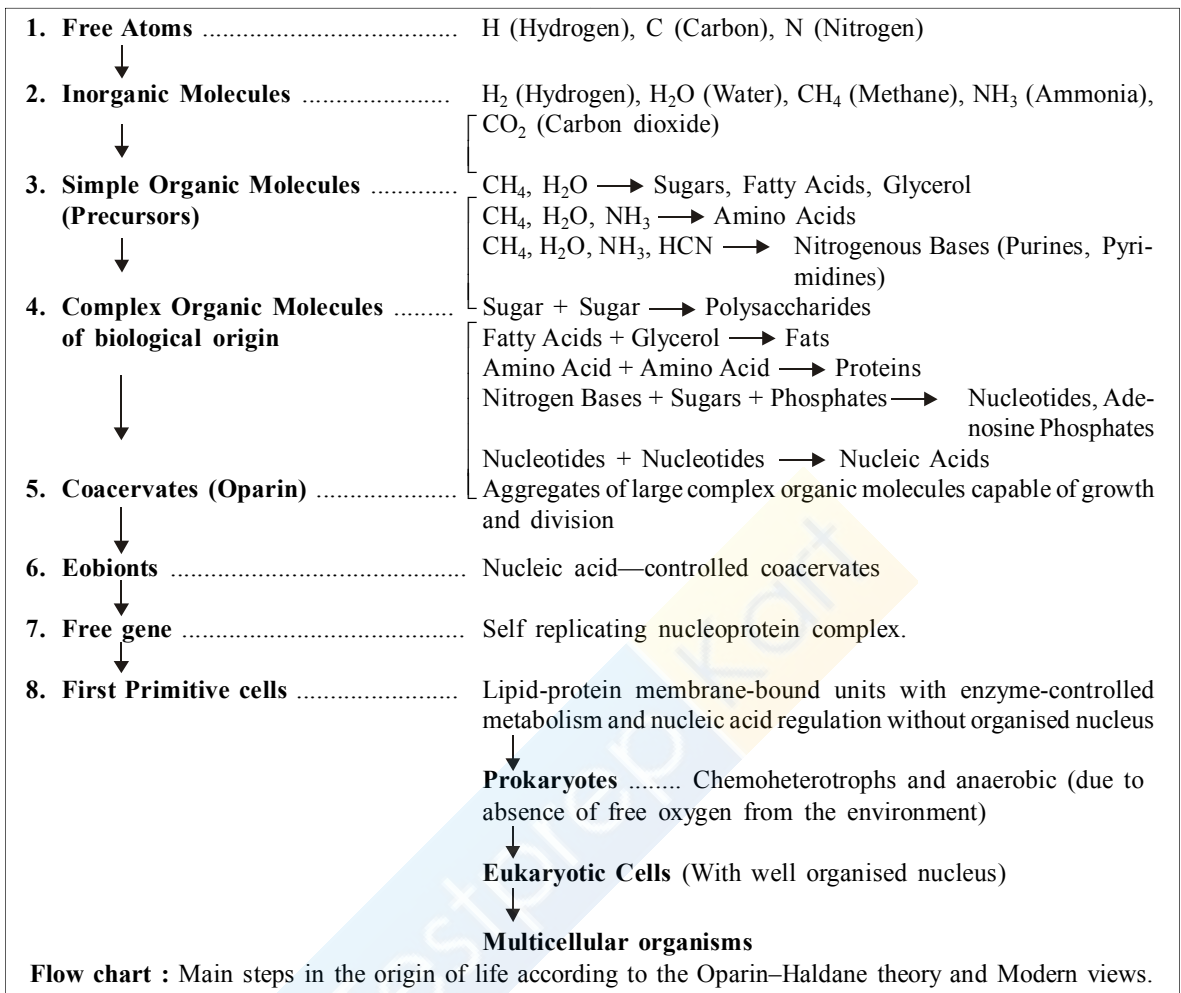 1. Free Atoms ...................................... H (Hydrogen), C (Carbon), N (Nitrogen)
2. Inorganic Molecules ...................... H₂ (Hydrogen), H₂O (Water), CH₄ (Methane), NH₃ (Ammonia),
CO₂ (Carbon dioxide)
3. Simple Organic Molecules ............. CH₄, H₂O ⟶ Sugars, Fatty Acids, Glycerol
(Precursors) CH₄, H₂O, NH₃ ⟶ Amino Acids
CH₄, H₂O, NH₃, HCN ⟶ Nitrogenous Bases (Purines, Pyri-
midines)
4. Complex Organic Molecules ......... Sugar + Sugar ⟶ Polysaccharides
of biological origin Fatty Acids + Glycerol ⟶ Fats
Amino Acid + Amino Acid ⟶ Proteins
Nitrogen Bases + Sugars + Phosphates ⟶ Nucleotides, Ade-
nosine Phosphates
Nucleotides + Nucleotides ⟶ Nucleic Acids
5. Coacervates (Oparin) ..................... Aggregates of large complex organic molecules capable of growth
and division
6. Eobionts ............................................ Nucleic acid—controlled coacervates
7. Free gene .......................................... Self replicating nucleoprotein complex.
8. First Primitive cells ........................ Lipid-protein membrane-bound units with enzyme-controlled
metabolism and nucleic acid regulation without organised nucleus
Prokaryotes ........ Chemoheterotrophs and anaerobic (due to
absence of free oxygen from the environment)
Eukaryotic Cells (With well organised nucleus)
Multicellular organisms
Flow chart : Main steps in the origin of life according to the Oparin–Haldane theory and Modern views.